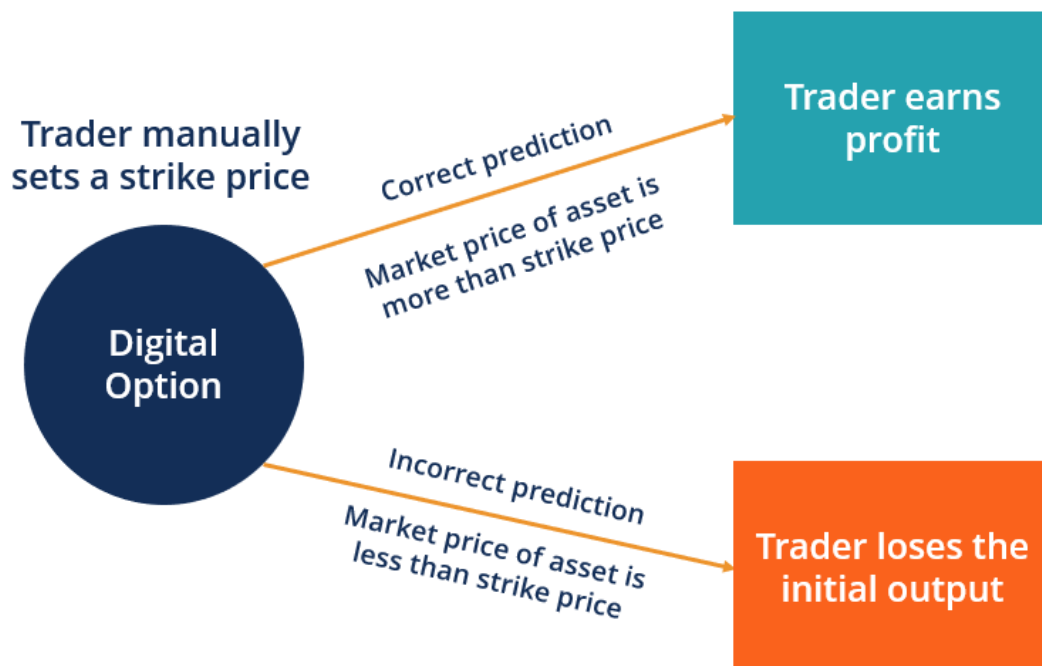 Trader manually
sets a strike price
Digital
Option
Correct prediction
Market price of asset is
more than strike price
Trader earns
profit
Incorrect prediction
Market price of asset is
less than strike price
Trader loses the
initial output